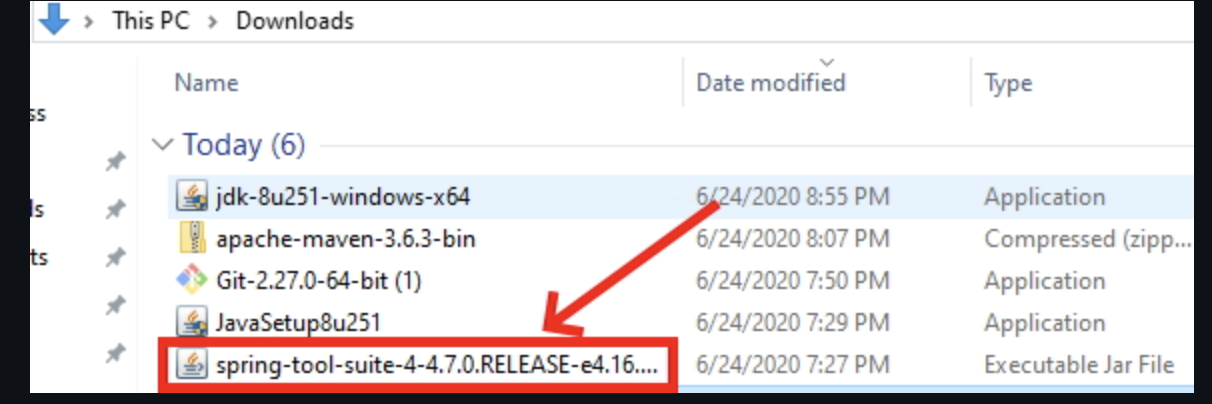 This PC > Downloads
Name Date modified Type
ss
Today (6)
jdk-8u251-windows-x64 6/24/2020 8:55 PM Application
ls
apache-maven-3.6.3-bin 6/24/2020 8:07 PM Compressed (zipp...
ts
Git-2.27.0-64-bit (1) 6/24/2020 7:50 PM Application
JavaSetup8u251 6/24/2020 7:29 PM Application
spring-tool-suite-4-4.7.0.RELEASE-e4.16.... 6/24/2020 7:27 PM Executable Jar File